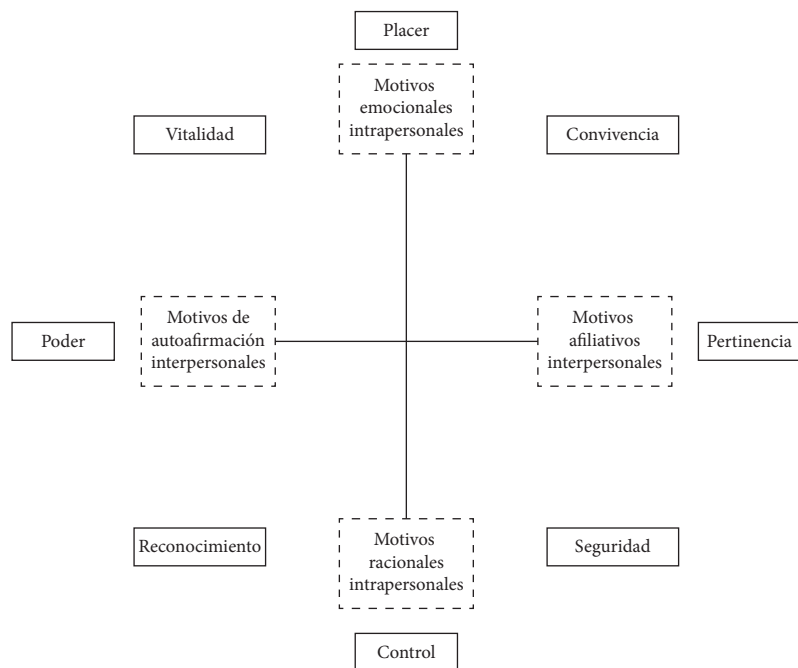 Placer
Motivos
emocionales
intrapersonales
Vitalidad
Convivencia
Poder
Motivos de
autoafirmación
interpersonales
Motivos
afiliativos
interpersonales
Pertinencia
Reconocimiento
Motivos
racionales
intrapersonales
Seguridad
Control